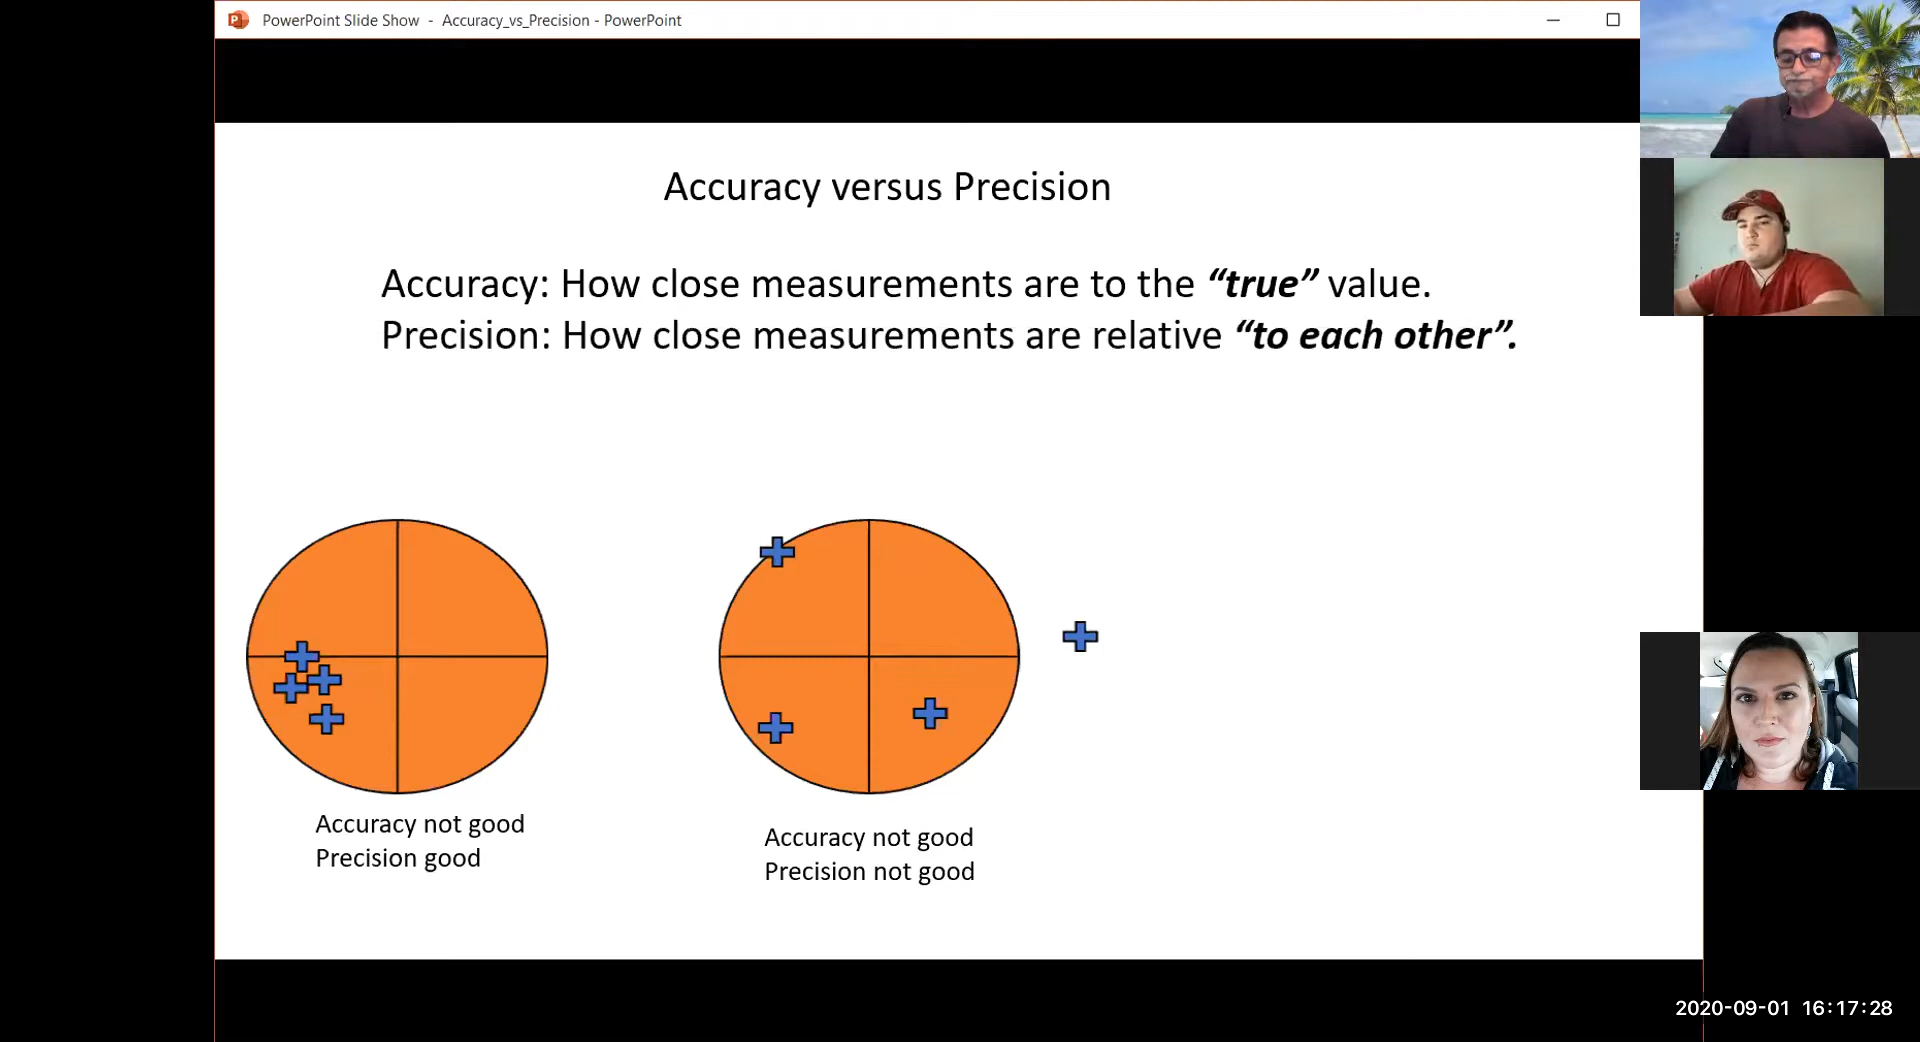 PowerPoint Slide Show - Accuracy_vs_Precision - PowerPoint
Accuracy versus Precision
Accuracy: How close measurements are to the “true” value.
Precision: How close measurements are relative “to each other”.
Accuracy not good
Precision good
Accuracy not good
Precision not good
2020-09-01 16:17:28